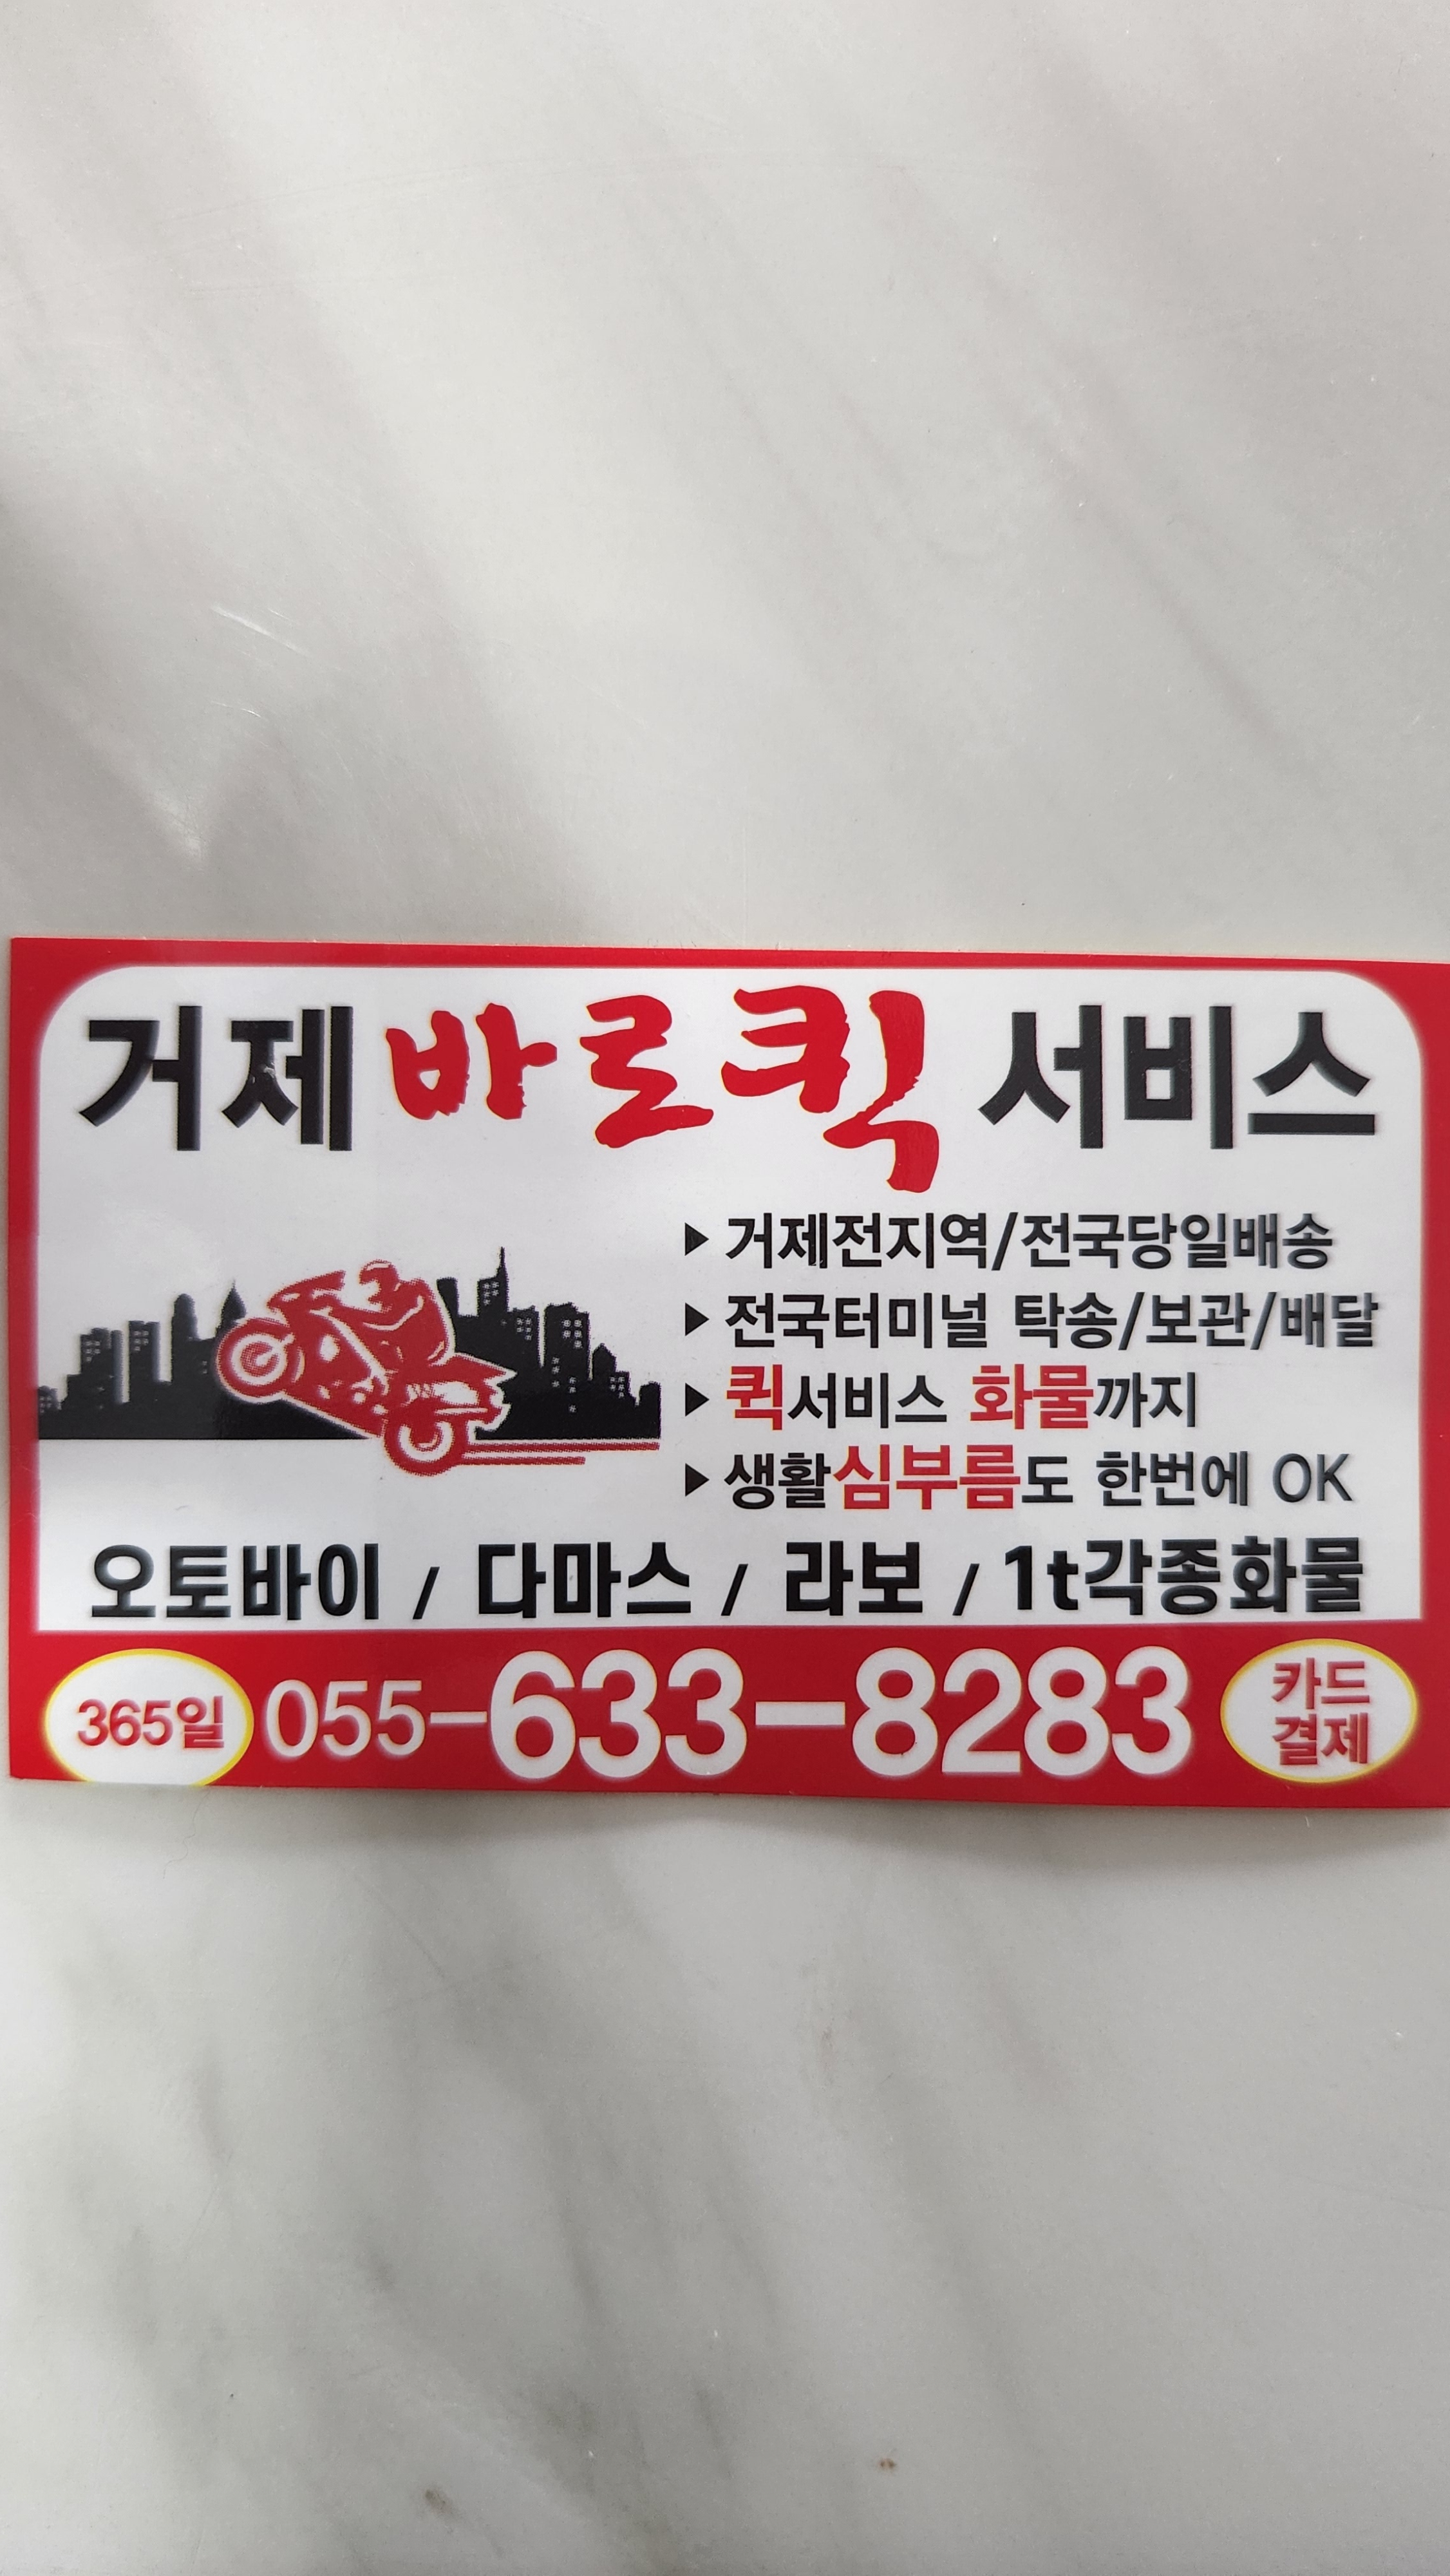 거제 바로퀵 서비스
▶ 거제전지역/전국당일배송
▶ 전국터미널 탁송/보관/배달
▶ 퀵서비스 화물까지
▶ 생활심부름도 한번에 OK
오토바이 / 다마스 / 라보 / 1t각종화물
365일 055-633-8283 카드
결제